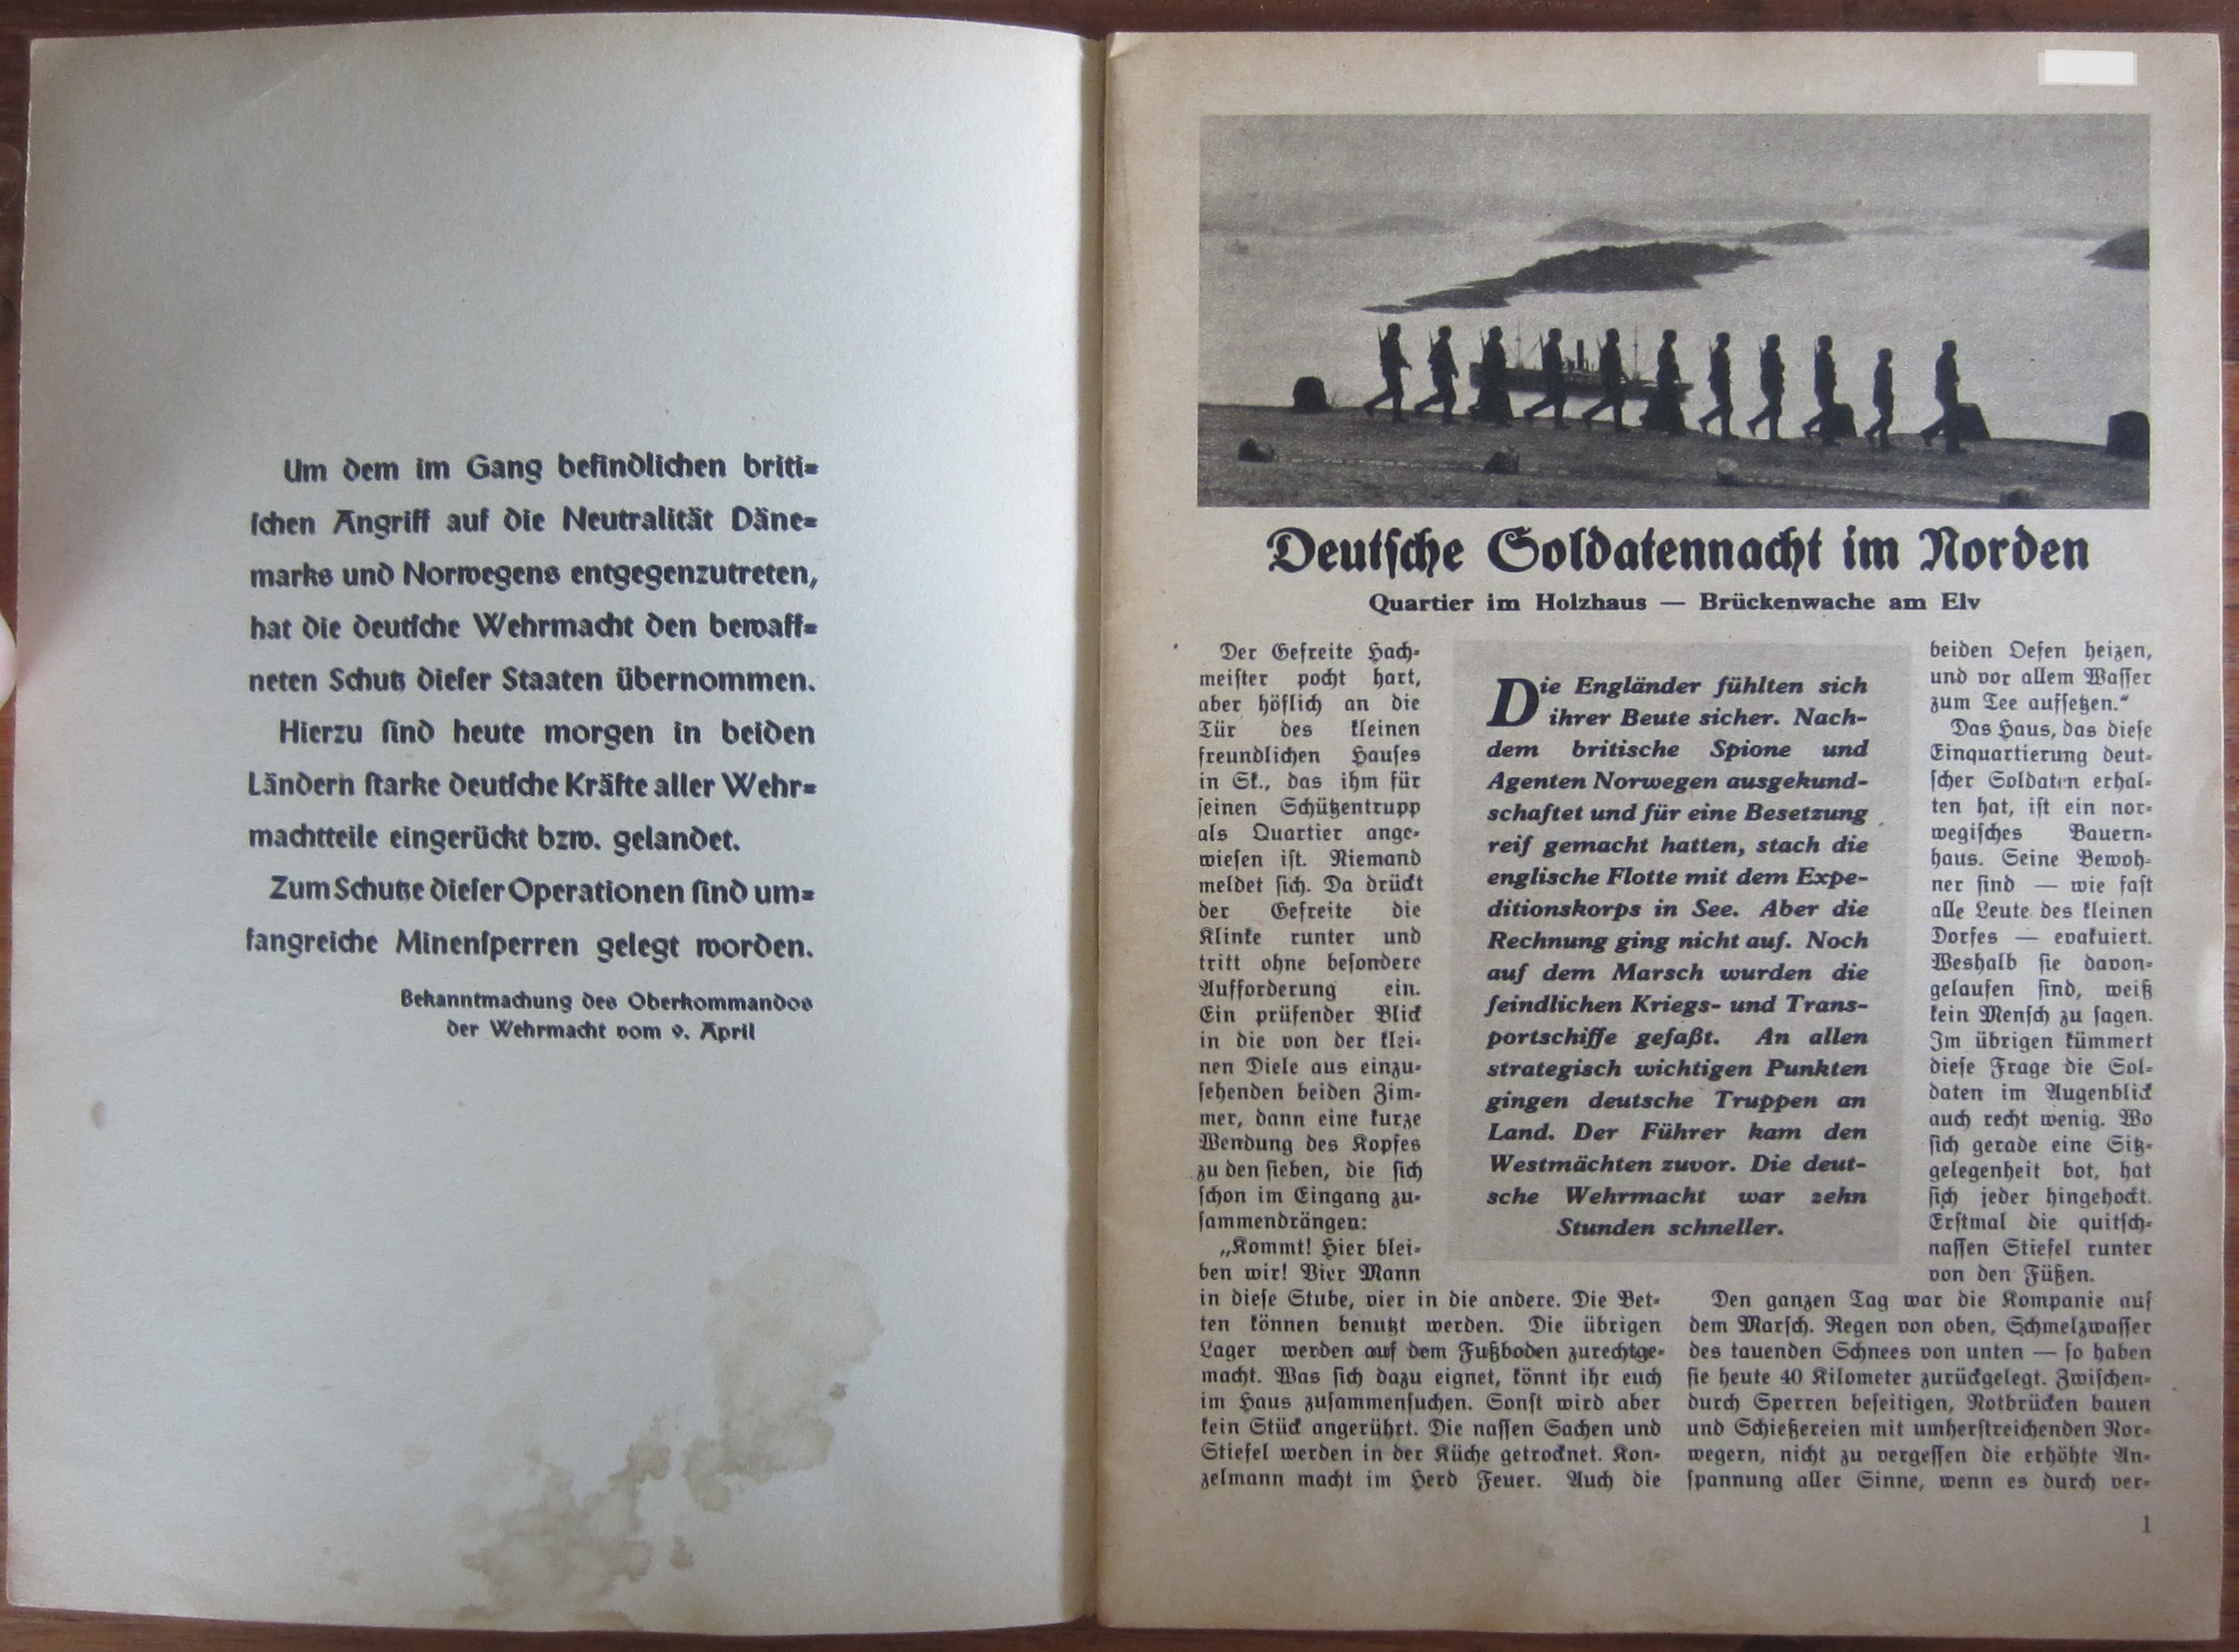 Um dem im Gang befindlichen briti=
schen Angriff auf die Neutralität Däne=
marks und Norwegens entgegenzutreten,
hat die deutsche Wehrmacht den bewaff=
neten Schutz dieser Staaten übernommen.
Hierzu sind heute morgen in beiden
Ländern starke deutsche Kräfte aller Wehr=
machtteile eingerückt bzw. gelandet.
Zum Schutze dieser Operationen sind um=
fangreiche Minensperren gelegt worden.
Bekanntmachung des Oberkommandos
der Wehrmacht vom 9. April
Deutsche Soldatennacht im Norden
Quartier im Holzhaus — Brückenwache am Elv
Der Gefreite Hach=
meister pocht hart,
aber höflich an die
Tür des kleinen
freundlichen Hauses
in Sk., das ihm für
seinen Schützentrupp
als Quartier ange=
wiesen ist. Niemand
meldet sich. Da drückt
der Gefreite die
Klinke runter und
tritt ohne besondere
Aufforderung ein.
Ein prüfender Blick
in die von der klei=
nen Diele aus einzu=
sehenden beiden Zim=
mer, dann eine kurze
Wendung des Kopfes
zu den sieben, die sich
schon im Eingang zu=
sammendrängen:
„Kommt! Hier blei=
ben wir! Vier Mann
in diese Stube, vier in die andere. Die Bet=
ten können benutzt werden. Die übrigen
Lager werden auf dem Fußboden zurechtge=
macht. Was sich dazu eignet, könnt ihr euch
im Haus zusammensuchen. Sonst wird aber
kein Stück angerührt. Die nassen Sachen und
Stiefel werden in der Küche getrocknet. Kon=
zelmann macht im Herd Feuer. Auch die
Die Engländer fühlten sich
ihrer Beute sicher. Nach-
dem britische Spione und
Agenten Norwegen ausgekund-
schaftet und für eine Besetzung
reif gemacht hatten, stach die
englische Flotte mit dem Expe-
ditionskorps in See. Aber die
Rechnung ging nicht auf. Noch
auf dem Marsch wurden die
feindlichen Kriegs- und Trans-
portschiffe gefaßt. An allen
strategisch wichtigen Punkten
gingen deutsche Truppen an
Land. Der Führer kam den
Westmächten zuvor. Die deut-
sche Wehrmacht war zehn
Stunden schneller.
beiden Oefen heizen,
und vor allem Wasser
zum Tee aufsetzen.“
Das Haus, das diese
Einquartierung deut=
scher Soldaten erhal=
ten hat, ist ein nor=
wegisches Bauern=
haus. Seine Bewoh=
ner sind — wie fast
alle Leute des kleinen
Dorfes — evakuiert.
Weshalb sie davon=
gelaufen sind, weiß
kein Mensch zu sagen.
Im übrigen kümmert
diese Frage die Sol=
daten im Augenblick
auch recht wenig. Wo
sich gerade eine Sitz=
gelegenheit bot, hat
sich jeder hingehockt.
Erstmal die quitsch=
nassen Stiefel runter
von den Füßen.
Den ganzen Tag war die Kompanie auf
dem Marsch. Regen von oben, Schmelzwasser
des tauenden Schnees von unten — so haben
sie heute 40 Kilometer zurückgelegt. Zwischen=
durch Sperren beseitigen, Notbrücken bauen
und Schießereien mit umherstreichenden Nor=
wegern, nicht zu vergessen die erhöhte An=
spannung aller Sinne, wenn es durch ver=
1